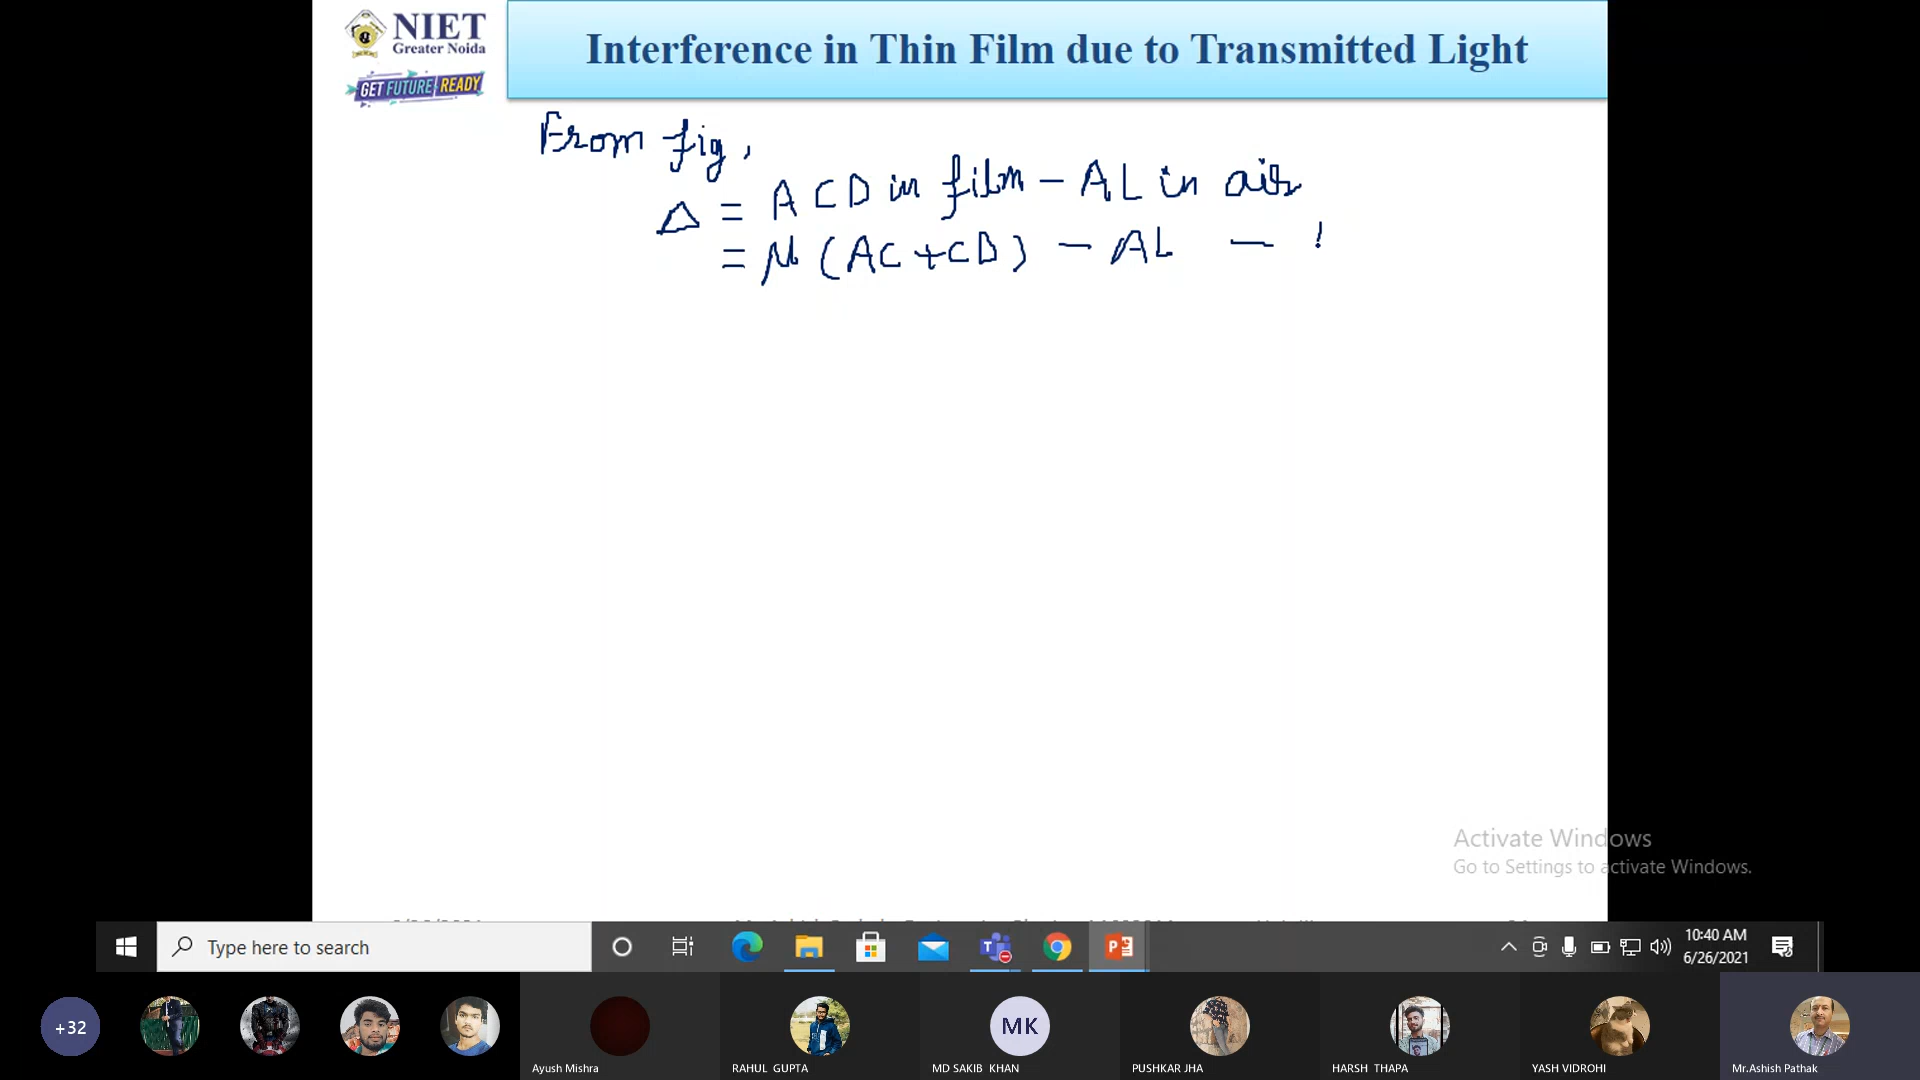 NIET
Greater Noida
GET FUTURE READY
Interference in Thin Film due to Transmitted Light
From fig,
Δ = ACD in film – AL in air
= μ (AC + CD) – AL — 1
Activate Windows
Go to Settings to activate Windows.
Type here to search
10:40 AM
6/26/2021
+32
Ayush Mishra
RAHUL GUPTA
MK
MD SAKIB KHAN
PUSHKAR JHA
HARSH THAPA
YASH VIDROHI
Mr.Ashish Pathak